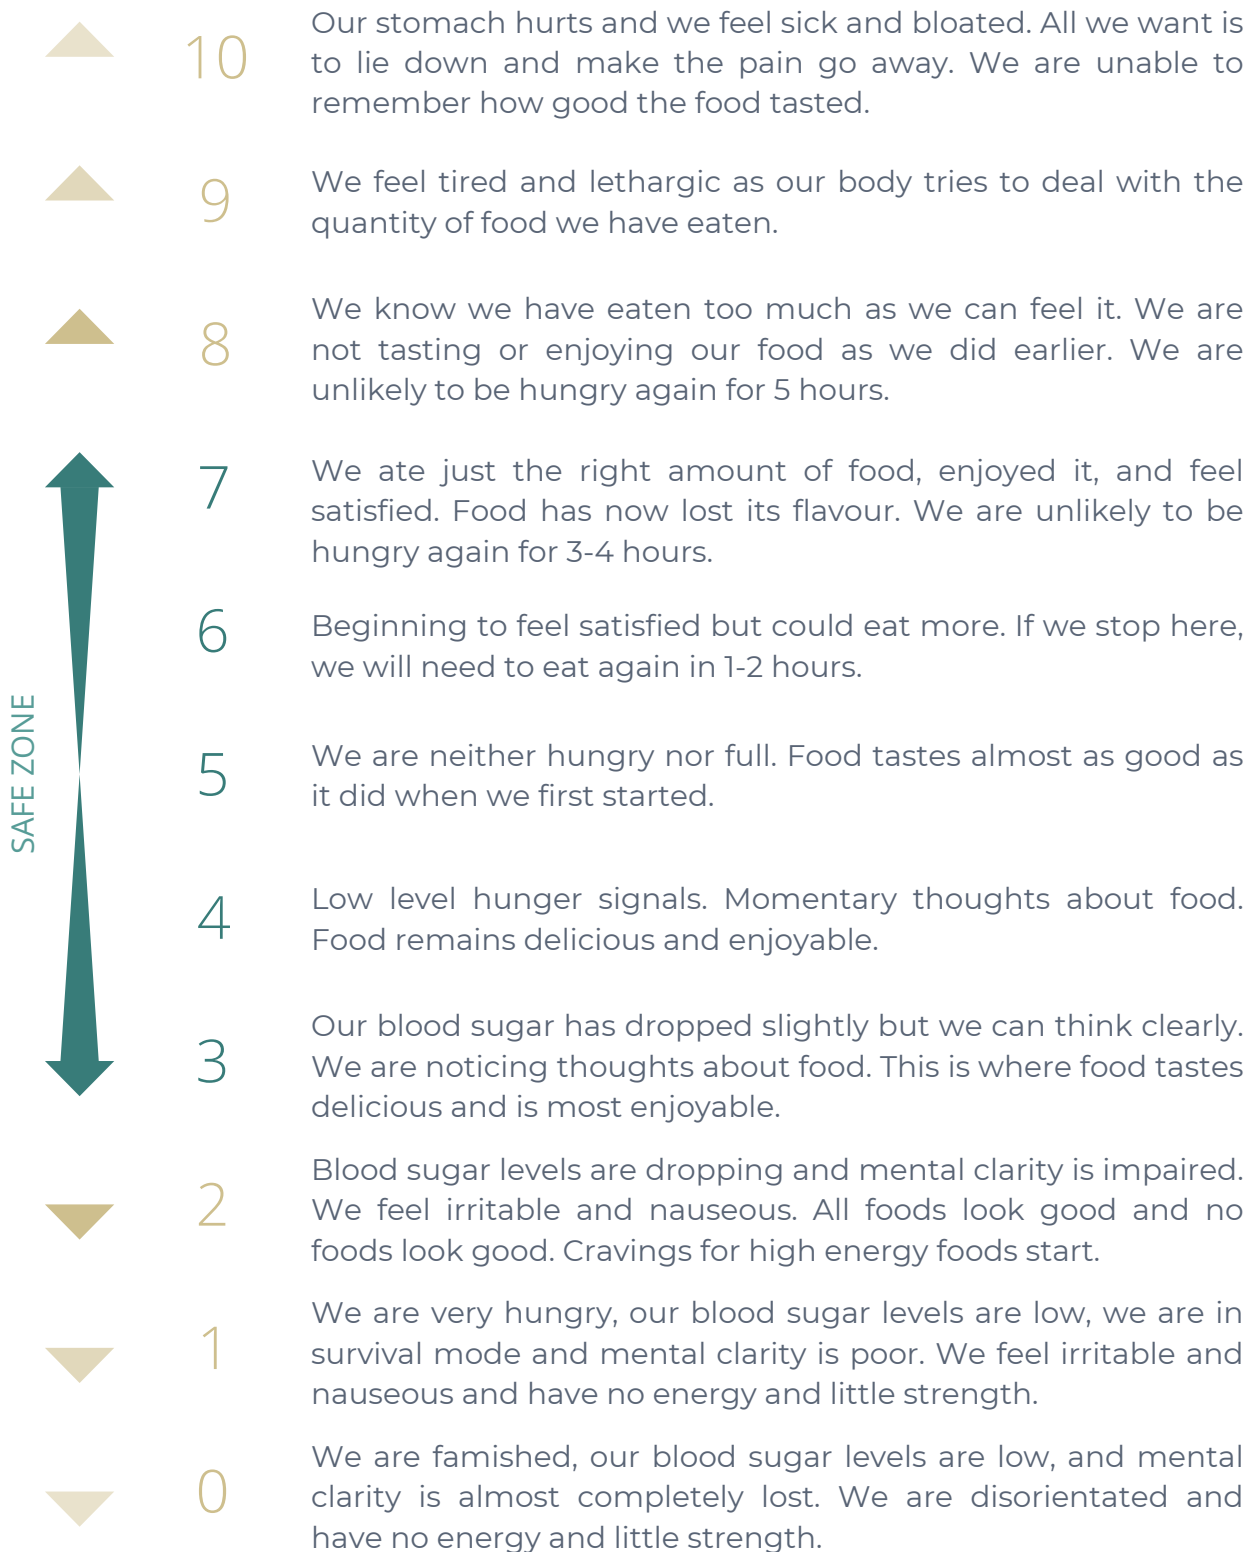 10
Our stomach hurts and we feel sick and bloated. All we want is
to lie down and make the pain go away. We are unable to
remember how good the food tasted.
9
We feel tired and lethargic as our body tries to deal with the
quantity of food we have eaten.
8
We know we have eaten too much as we can feel it. We are
not tasting or enjoying our food as we did earlier. We are
unlikely to be hungry again for 5 hours.
7
We ate just the right amount of food, enjoyed it, and feel
satisfied. Food has now lost its flavour. We are unlikely to be
hungry again for 3-4 hours.
6
Beginning to feel satisfied but could eat more. If we stop here,
we will need to eat again in 1-2 hours.
SAFE ZONE
5
We are neither hungry nor full. Food tastes almost as good as
it did when we first started.
4
Low level hunger signals. Momentary thoughts about food.
Food remains delicious and enjoyable.
3
Our blood sugar has dropped slightly but we can think clearly.
We are noticing thoughts about food. This is where food tastes
delicious and is most enjoyable.
2
Blood sugar levels are dropping and mental clarity is impaired.
We feel irritable and nauseous. All foods look good and no
foods look good. Cravings for high energy foods start.
1
We are very hungry, our blood sugar levels are low, we are in
survival mode and mental clarity is poor. We feel irritable and
nauseous and have no energy and little strength.
0
We are famished, our blood sugar levels are low, and mental
clarity is almost completely lost. We are disorientated and
have no energy and little strength.